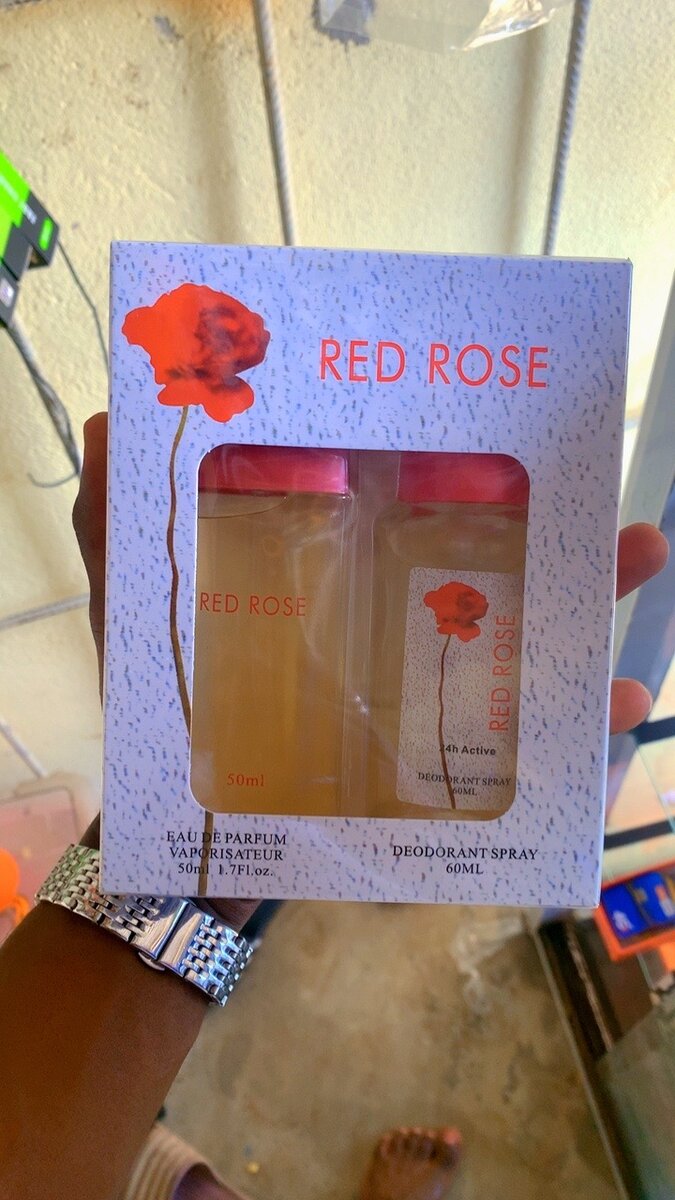 RED ROSE
RED ROSE
50ml
RED ROSE
24h Active
DEODORANT SPRAY
60ML
EAU DE PARFUM
VAPORISATEUR
50ml 1.7Fl.oz.
DEODORANT SPRAY
60ML